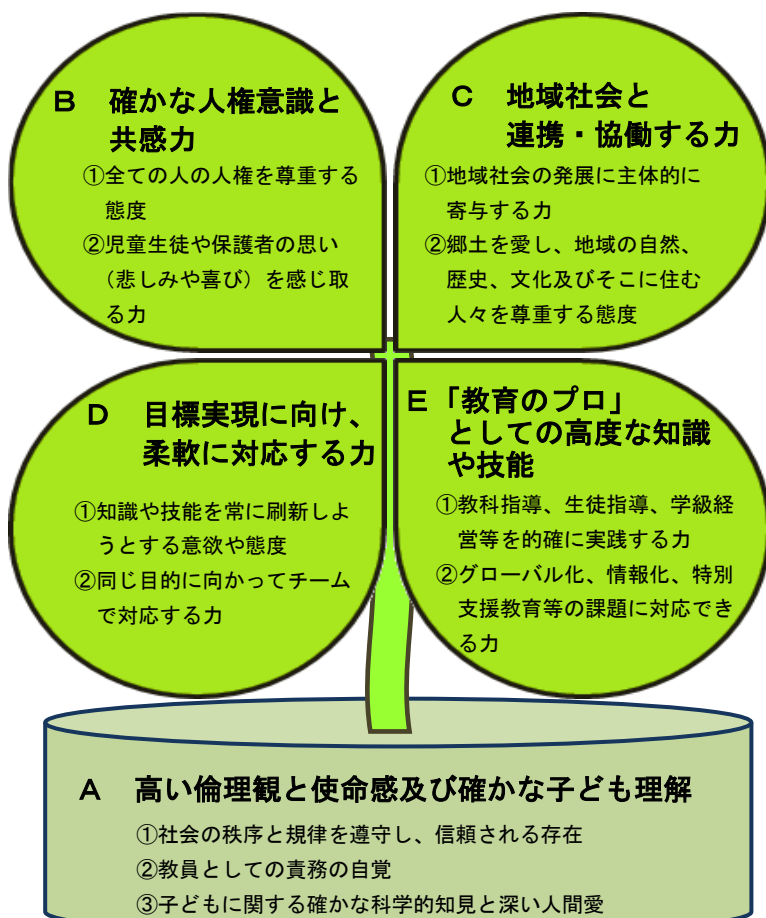 B 確かな人権意識と
共感力
①全ての人の人権を尊重する
態度
②児童生徒や保護者の思い
（悲しみや喜び）を感じ取
る力
C 地域社会と
連携・協働する力
①地域社会の発展に主体的に
寄与する力
②郷土を愛し、地域の自然、
歴史、文化及びそこに住む
人々を尊重する態度
D 目標実現に向け、
柔軟に対応する力
①知識や技能を常に刷新しよ
うとする意欲や態度
②同じ目的に向かってチーム
で対応する力
E「教育のプロ」
としての高度な知識
や技能
①教科指導、生徒指導、学級経
営等を的確に実践する力
②グローバル化、情報化、特別
支援教育等の課題に対応でき
る力
A 高い倫理観と使命感及び確かな子ども理解
①社会の秩序と規律を遵守し、信頼される存在
②教員としての責務の自覚
③子どもに関する確かな科学的知見と深い人間愛